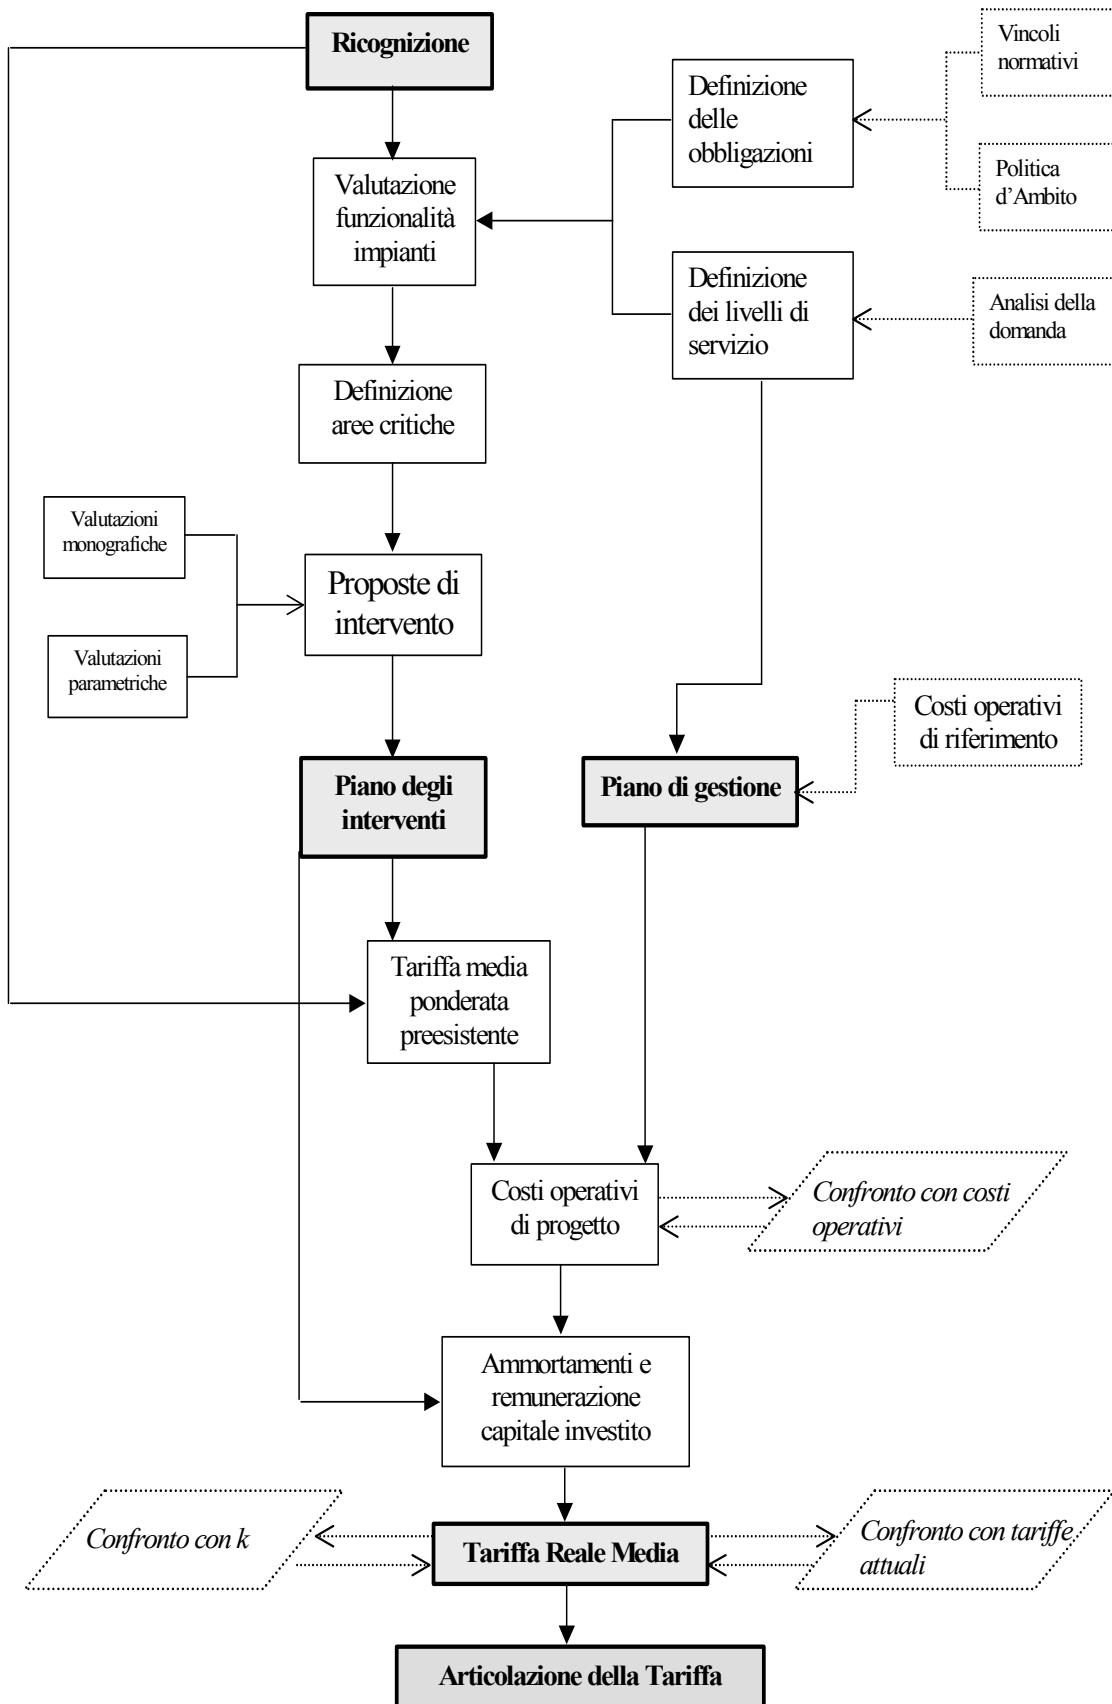 Ricognizione
Vincoli
normativi
Definizione
delle
obbligazioni
Politica
d’Ambito
Valutazione
funzionalità
impianti
Definizione
dei livelli di
servizio
Analisi della
domanda
Definizione
aree critiche
Valutazioni
monografiche
Proposte di
intervento
Valutazioni
parametriche
Costi operativi
di riferimento
Piano degli
interventi
Piano di gestione
Tariffa media
ponderata
preesistente
Costi operativi
di progetto
Confronto con costi
operativi
Ammortamenti e
remunerazione
capitale investito
Confronto con k
Tariffa Reale Media
Confronto con tariffe
attuali
Articolazione della Tariffa